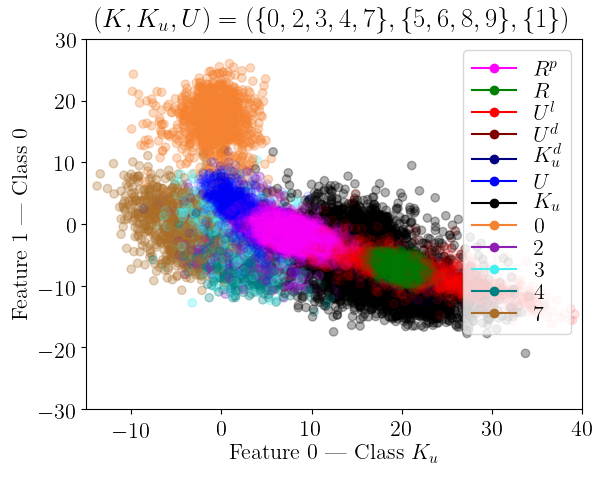 (K, K_u, U) = ({0, 2, 3, 4, 7}, {5, 6, 8, 9}, {1})
30
20
10
0
−10
−20
−30
Feature 1 — Class 0
−10
0
10
20
30
40
Feature 0 — Class K_u
R^p
R
U^l
U^d
K_u^d
U
K_u
0
2
3
4
7